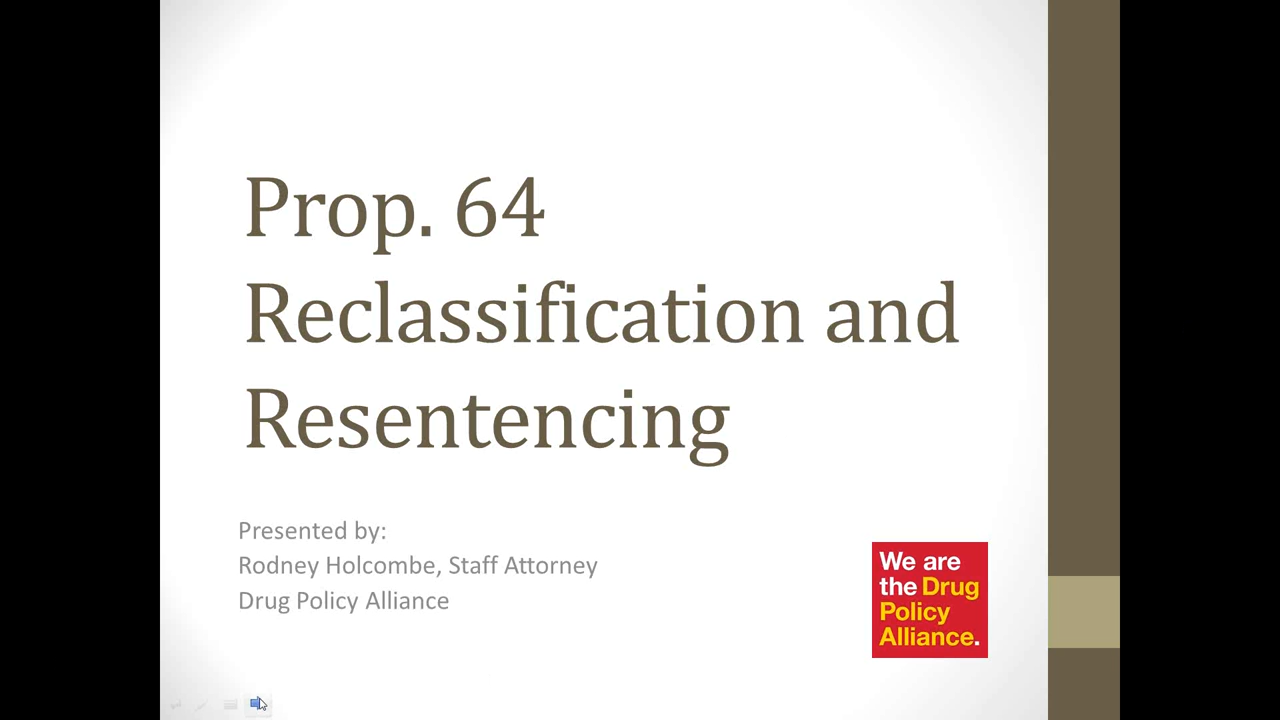 Prop. 64
Reclassification and
Resentencing
Presented by:
Rodney Holcombe, Staff Attorney
Drug Policy Alliance
We are
the Drug
Policy
Alliance.